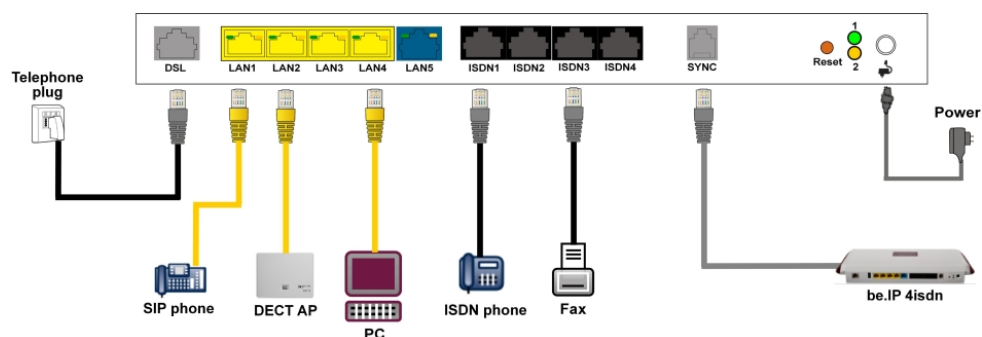 1
Reset
2
DSL
LAN1
LAN2
LAN3
LAN4
LAN5
ISDN1
ISDN2
ISDN3
ISDN4
SYNC
Telephone
plug
Power
SIP phone
DECT AP
PC
ISDN phone
Fax
be.IP 4isdn